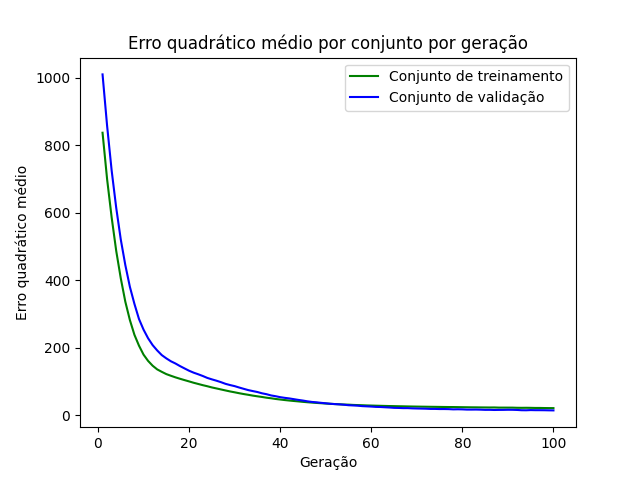 Erro quadrático médio por conjunto por geração
Conjunto de treinamento
Conjunto de validação
Erro quadrático médio
1000
800
600
400
200
0
0 20 40 60 80 100
Geração